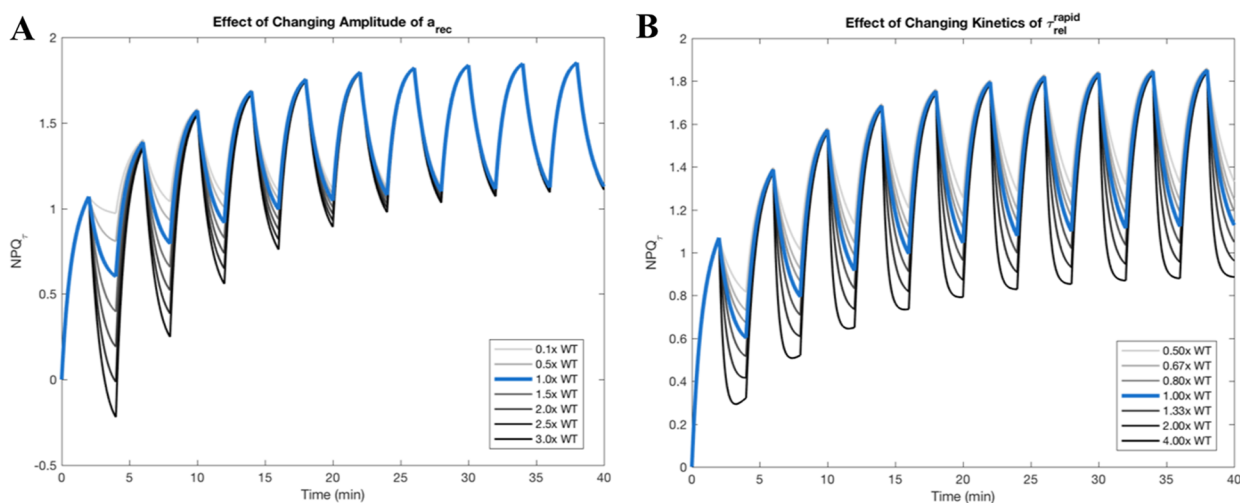 A
Effect of Changing Amplitude of a_rec
NPQ_τ
2
1.5
1
0.5
0
-0.5
0 5 10 15 20 25 30 35 40
Time (min)
0.1x WT
0.5x WT
1.0x WT
1.5x WT
2.0x WT
2.5x WT
3.0x WT
B
Effect of Changing Kinetics of τ_rel^rapid
NPQ_τ
2
1.8
1.6
1.4
1.2
1
0.8
0.6
0.4
0.2
0
0 5 10 15 20 25 30 35 40
Time (min)
0.50x WT
0.67x WT
0.80x WT
1.00x WT
1.33x WT
2.00x WT
4.00x WT